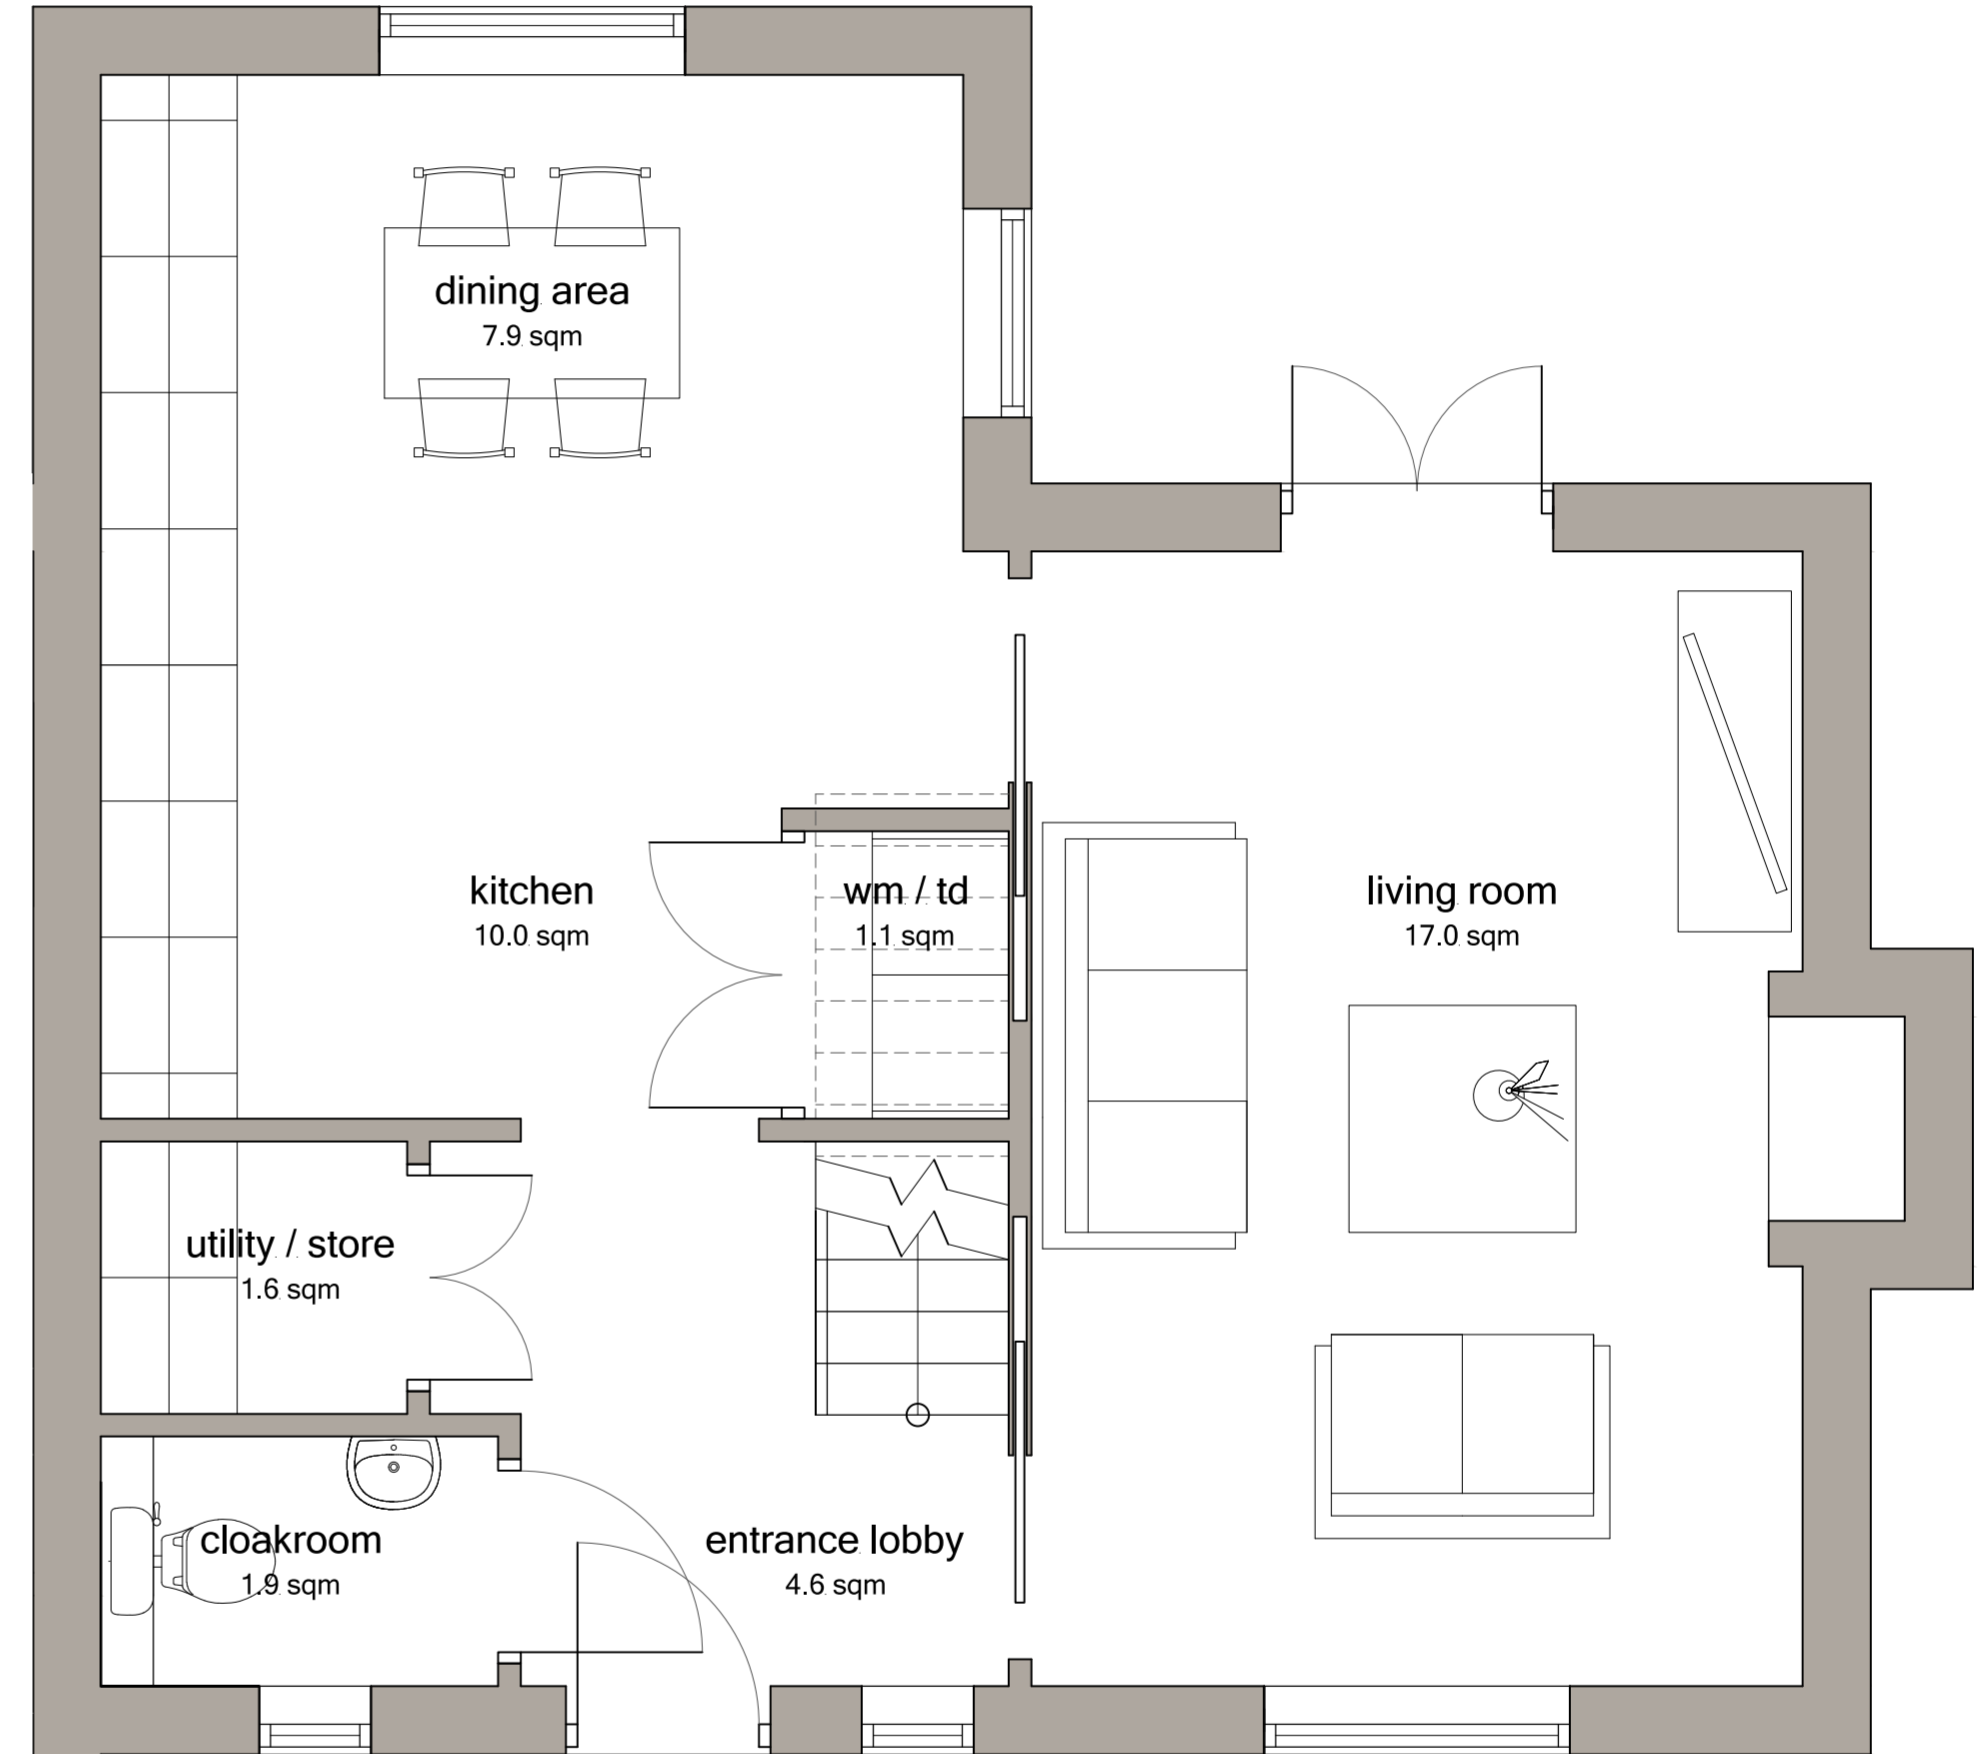 dining area
7.9 sqm
kitchen
10.0 sqm
wm / td
1.1 sqm
living room
17.0 sqm
utility / store
1.6 sqm
cloakroom
1.9 sqm
entrance lobby
4.6 sqm